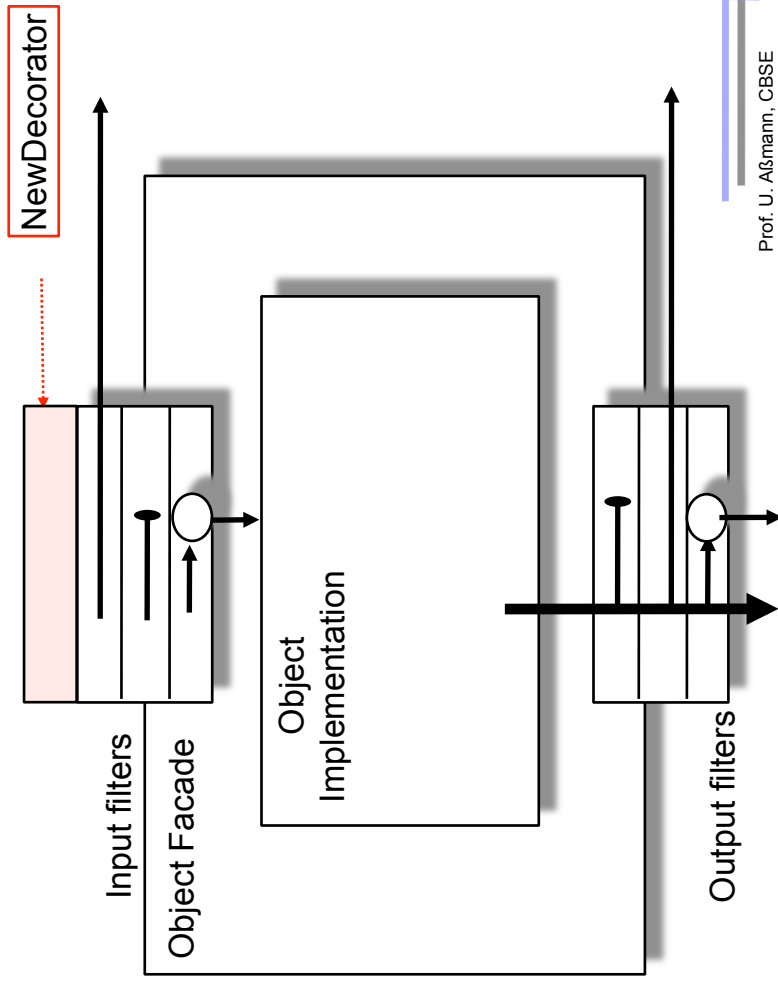 NewDecorator
Input filters
Object Facade
Object
Implementation
Output filters
Prof. U. Aßmann, CBSE